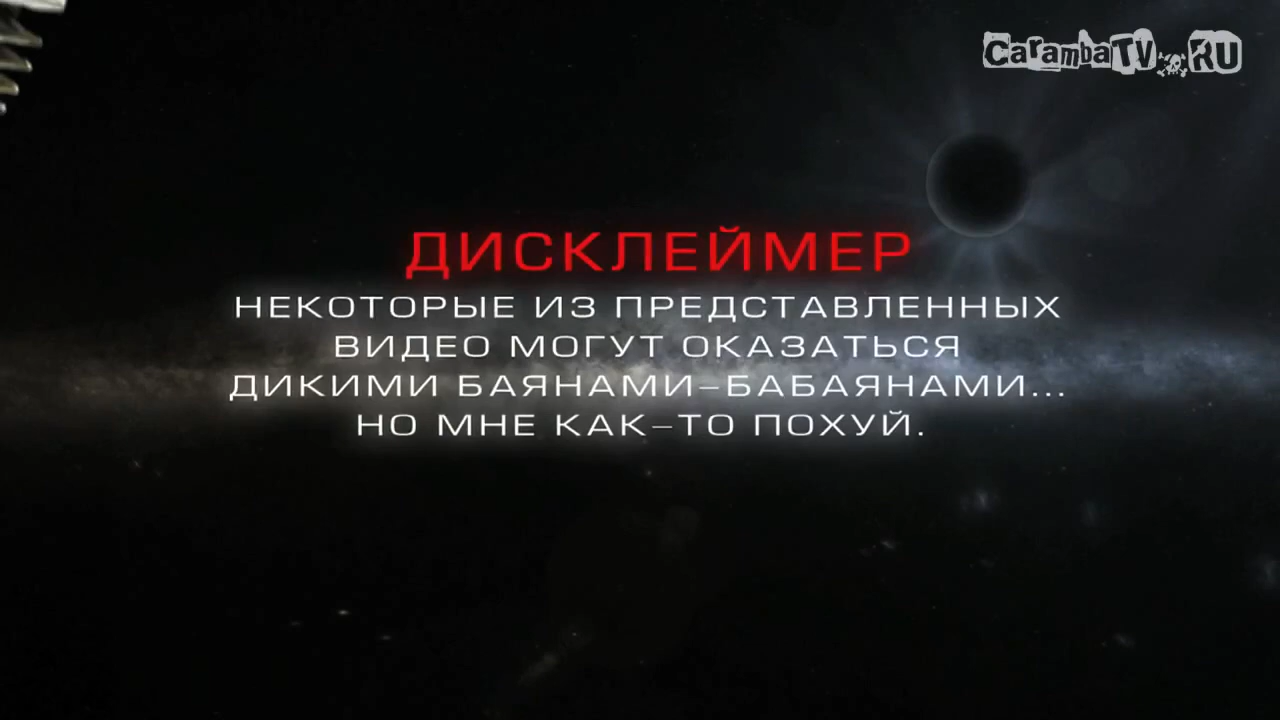 CarambaTV.RU
ДИСКЛЕЙМЕР
НЕКОТОРЫЕ ИЗ ПРЕДСТАВЛЕННЫХ
ВИДЕО МОГУТ ОКАЗАТЬСЯ
ДИКИМИ БАЯНАМИ–БАБАЯНАМИ...
НО МНЕ КАК–ТО ПОХУЙ.